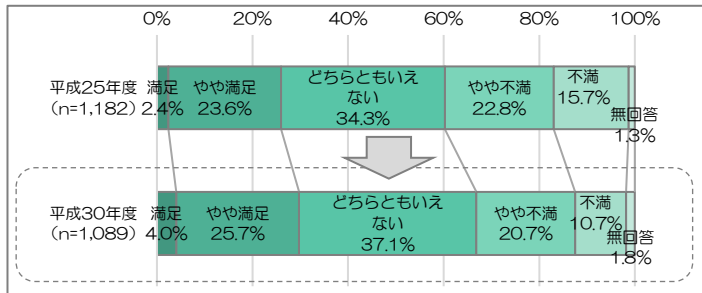 0% 20% 40% 60% 80% 100%
平成25年度
(n=1,182)
満足
2.4%
やや満足
23.6%
どちらともいえ
ない
34.3%
やや不満
22.8%
不満
15.7%
無回答
1.3%
平成30年度
(n=1,089)
満足
4.0%
やや満足
25.7%
どちらともいえ
ない
37.1%
やや不満
20.7%
不満
10.7%
無回答
1.8%